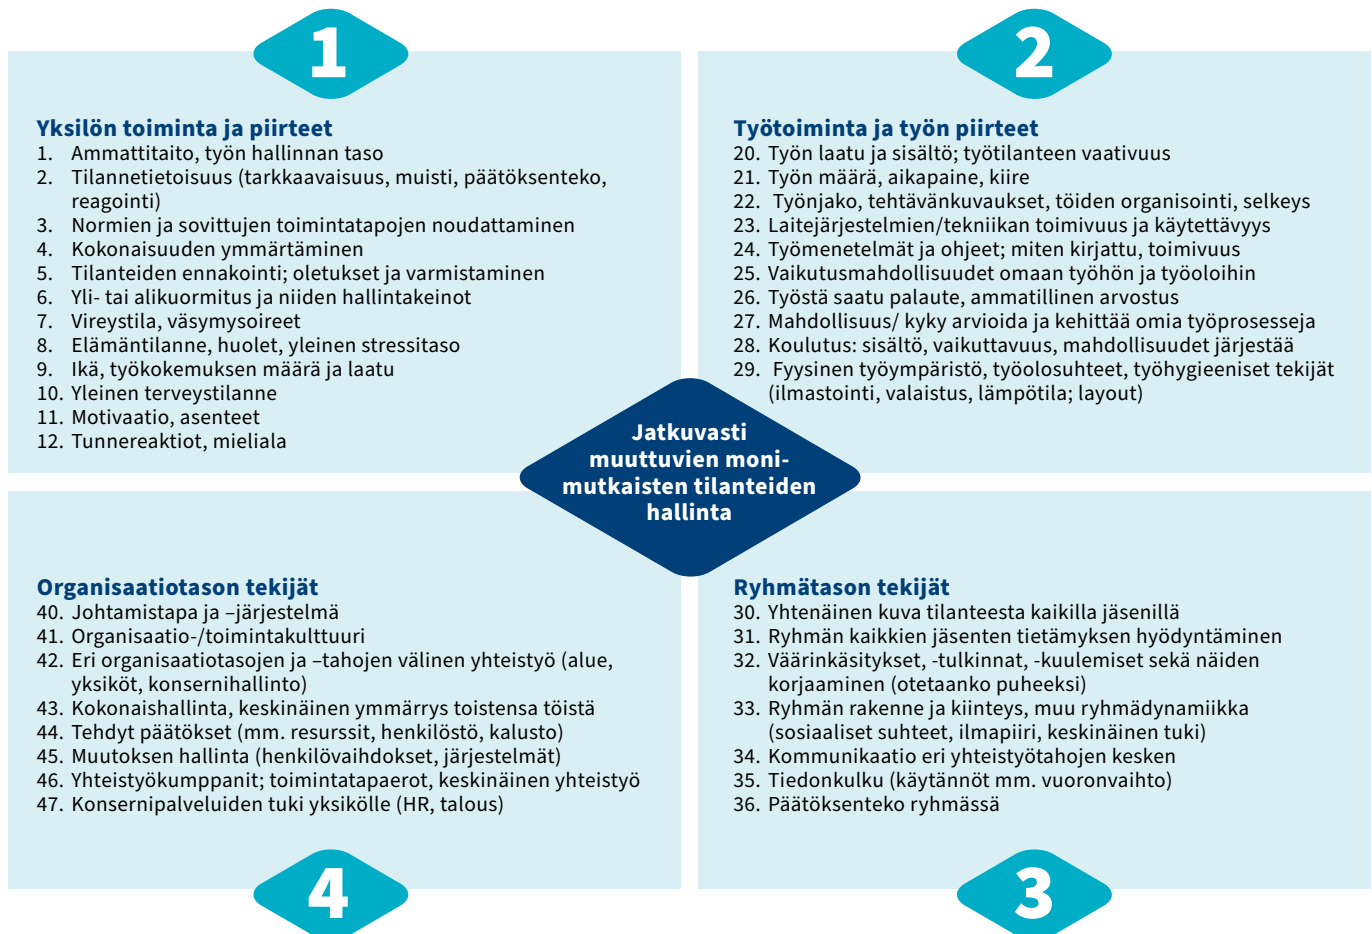 1
Yksilön toiminta ja piirteet
1. Ammattitaito, työn hallinnan taso
2. Tilannetietoisuus (tarkkaavaisuus, muisti, päätöksenteko,
reagointi)
3. Normien ja sovittujen toimintatapojen noudattaminen
4. Kokonaisuuden ymmärtäminen
5. Tilanteiden ennakointi; oletukset ja varmistaminen
6. Yli- tai alikuormitus ja niiden hallintakeinot
7. Vireystila, väsymysoireet
8. Elämäntilanne, huolet, yleinen stressitaso
9. Ikä, työkokemuksen määrä ja laatu
10. Yleinen terveystilanne
11. Motivaatio, asenteet
12. Tunnereaktiot, mieliala
2
Työtoiminta ja työn piirteet
20. Työn laatu ja sisältö; työtilanteen vaativuus
21. Työn määrä, aikapaine, kiire
22. Työnjako, tehtävänkuvaukset, töiden organisointi, selkeys
23. Laitejärjestelmien/tekniikan toimivuus ja käytettävyys
24. Työmenetelmät ja ohjeet; miten kirjattu, toimivuus
25. Vaikutusmahdollisuudet omaan työhön ja työoloihin
26. Työstä saatu palaute, ammatillinen arvostus
27. Mahdollisuus/ kyky arvioida ja kehittää omia työprosesseja
28. Koulutus: sisältö, vaikuttavuus, mahdollisuudet järjestää
29. Fyysinen työympäristö, työolosuhteet, työhygieeniset tekijät
(ilmastointi, valaistus, lämpötila; layout)
Jatkuvasti
muuttuvien moni-
mutkaisten tilanteiden
hallinta
Organisaatiotason tekijät
40. Johtamistapa ja –järjestelmä
41. Organisaatio-/toimintakulttuuri
42. Eri organisaatiotasojen ja –tahojen välinen yhteistyö (alue,
yksiköt, konsernihallinto)
43. Kokonaishallinta, keskinäinen ymmärrys toistensa töistä
44. Tehdyt päätökset (mm. resurssit, henkilöstö, kalusto)
45. Muutoksen hallinta (henkilövaihdokset, järjestelmät)
46. Yhteistyökumppanit; toimintatapaerot, keskinäinen yhteistyö
47. Konsernipalveluiden tuki yksikölle (HR, talous)
4
Ryhmätason tekijät
30. Yhtenäinen kuva tilanteesta kaikilla jäsenillä
31. Ryhmän kaikkien jäsenten tietämyksen hyödyntäminen
32. Väärinkäsitykset, -tulkinnat, -kuulemiset sekä näiden
korjaaminen (otetaanko puheeksi)
33. Ryhmän rakenne ja kiinteys, muu ryhmädynamiikka
(sosiaaliset suhteet, ilmapiiri, keskinäinen tuki)
34. Kommunikaatio eri yhteistyötahojen kesken
35. Tiedonkulku (käytännöt mm. vuoronvaihto)
36. Päätöksenteko ryhmässä
3